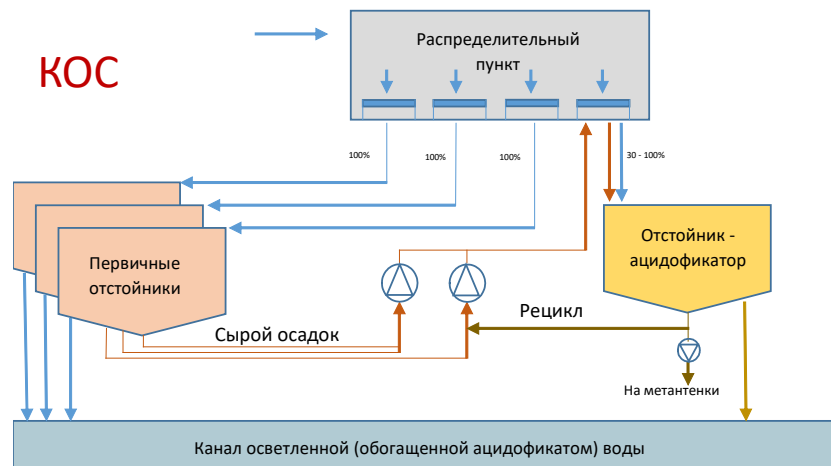 КОС
Распределительный
пункт
100%
100%
100%
30 - 100%
Первичные
отстойники
Отстойник -
ацидофикатор
Сырой осадок
Рецикл
На метантенки
Канал осветленной (обогащенной ацидофикатом) воды